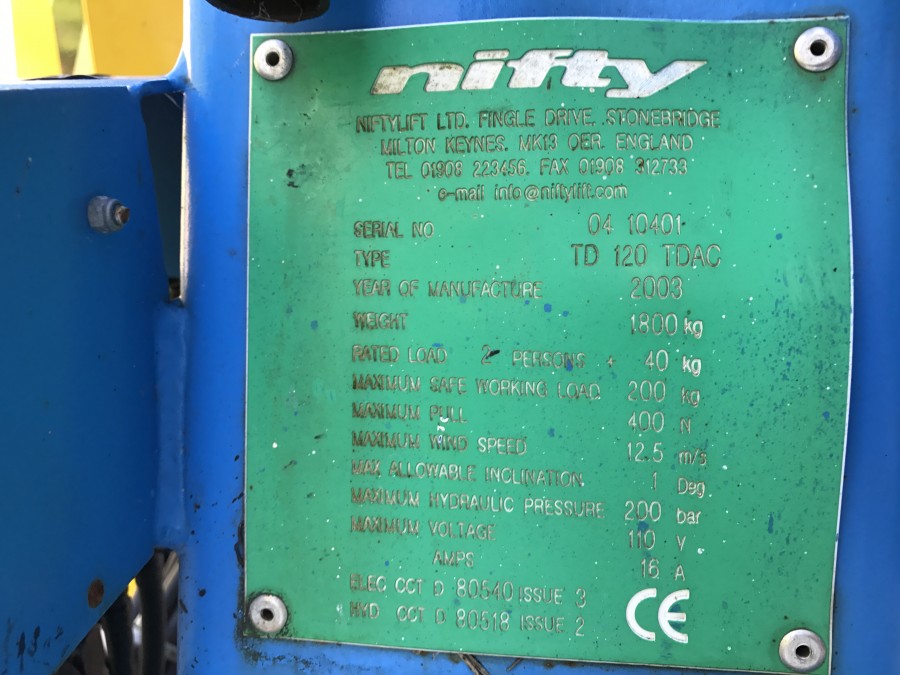 nifty
NIFTYLIFT LTD. FINGLE DRIVE. STONEBRIDGE
MILTON KEYNES. MK13 OER. ENGLAND
TEL 01908 223456. FAX 01908 312733
e-mail info@niftylift.com
SERIAL NO 04 10401
TYPE TD 120 TDAC
YEAR OF MANUFACTURE 2003
WEIGHT 1800 kg
RATED LOAD 2 PERSONS + 40 kg
MAXIMUM SAFE WORKING LOAD 200 kg
MAXIMUM PULL 400 N
MAXIMUM WIND SPEED 12.5 m/s
MAX ALLOWABLE INCLINATION 1 Deg.
MAXIMUM HYDRAULIC PRESSURE 200 bar
MAXIMUM VOLTAGE 110 V
AMPS 16 A
ELEC CCT D 80540 ISSUE 3
HYD CCT D 80518 ISSUE 2
CE